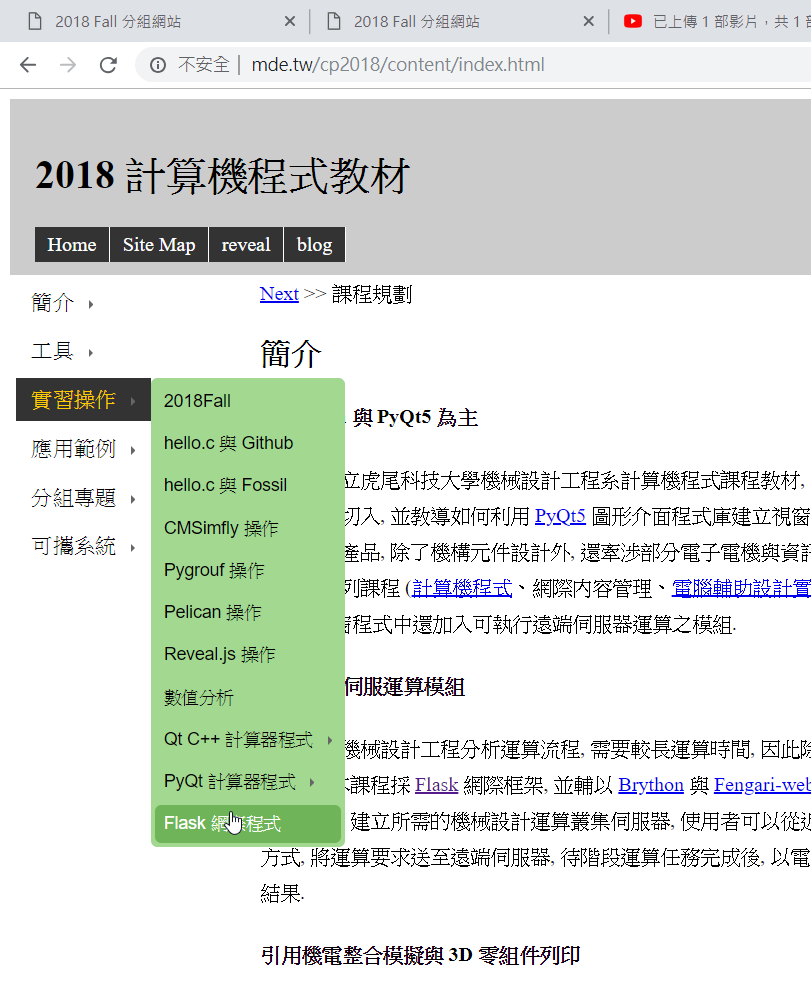 2018 Fall 分組網站
2018 Fall 分組網站
已上傳 1 部影片，共 1
不安全 mde.tw/cp2018/content/index.html
2018 計算機程式教材
Home Site Map reveal blog
簡介
工具
實習操作
應用範例
分組專題
可攜系統
2018Fall
hello.c 與 Github
hello.c 與 Fossil
CMSimfly 操作
Pygrouf 操作
Pelican 操作
Reveal.js 操作
數值分析
Qt C++ 計算器程式
PyQt 計算器程式
Flask 網際程式
Next >> 課程規劃
簡介
與 PyQt5 為主
立虎尾科技大學機械設計工程系計算機程式課程教材,
切入, 並教導如何利用 PyQt5 圖形介面程式庫建立視窗
產品, 除了機構元件設計外, 還牽涉部分電子電機與資訊
列課程 (計算機程式、網際內容管理、電腦輔助設計實
程式中還加入可執行遠端伺服器運算之模組.
伺服運算模組
機械設計工程分析運算流程, 需要較長運算時間, 因此除
本課程採 Flask 網際框架, 並輔以 Brython 與 Fengari-web
建立所需的機械設計運算叢集伺服器, 使用者可以從近
方式, 將運算要求送至遠端伺服器, 待階段運算任務完成後, 以電
結果.
引用機電整合模擬與 3D 零組件列印